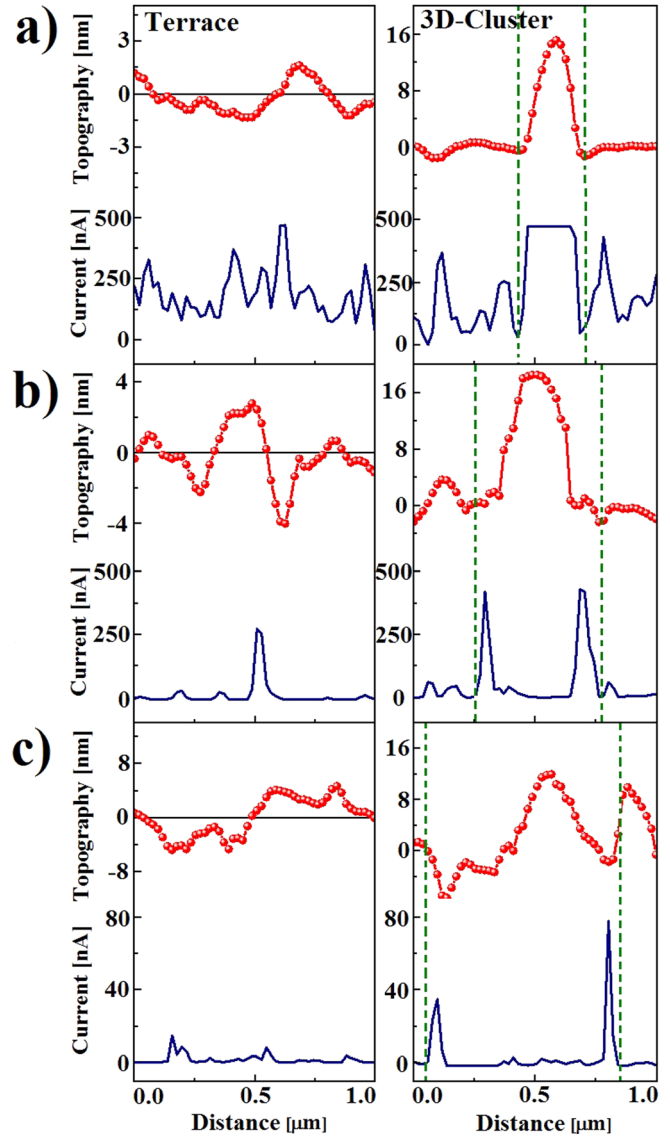 a)
Terrace
3D-Cluster
Topography [nm]
3
0
-3
16
8
0
Current [nA]
500
250
0
500
250
0
b)
Topography [nm]
4
0
-4
16
8
0
Current [nA]
500
250
0
500
250
0
c)
Topography [nm]
8
0
-8
16
8
0
Current [nA]
80
40
0
80
40
0
0.0 0.5 1.0 0.0 0.5 1.0
Distance [μm] Distance [μm]